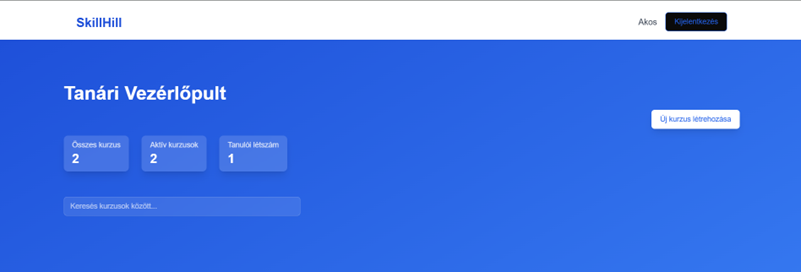 SkillHill
Akos
Kijelentkezés
Tanári Vezérlőpult
Új kurzus létrehozása
Összes kurzus
2
Aktív kurzusok
2
Tanulói létszám
1
Keresés kurzusok között...